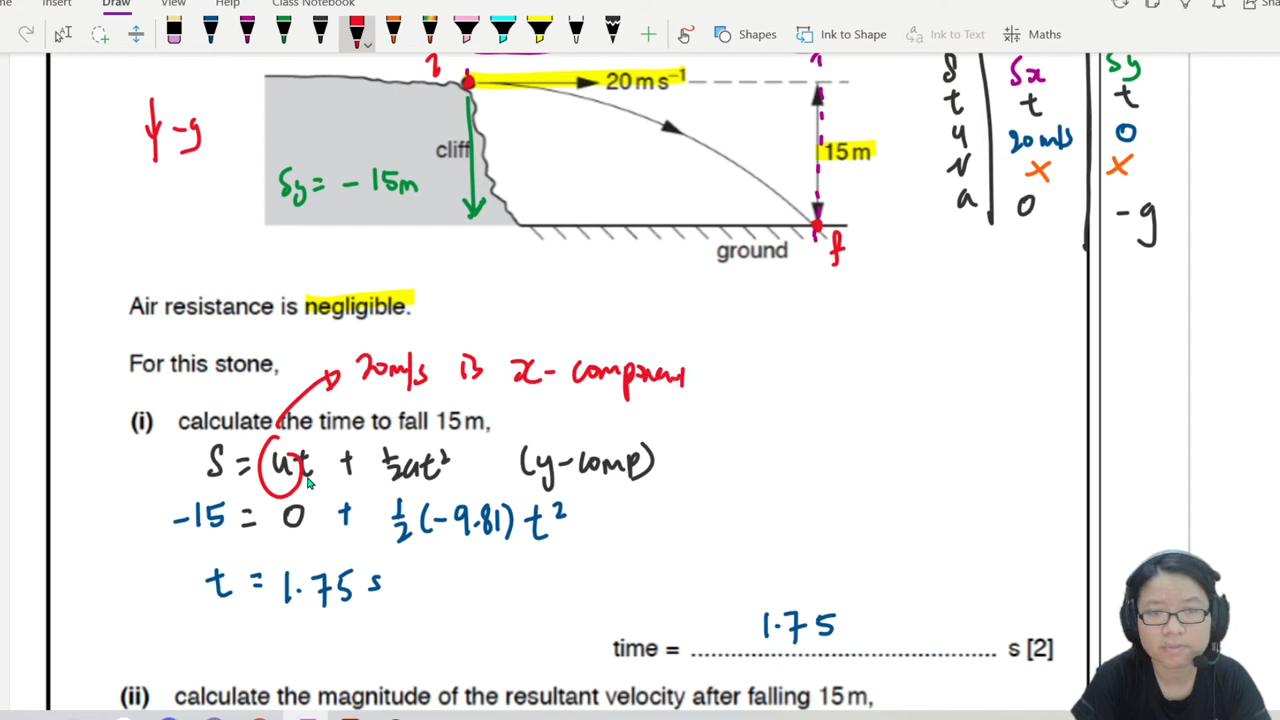 Insert Draw View Help Class Notebook
Shapes Ink to Shape Ink to Text Maths
i 20 m s⁻¹
-g
cliff
15 m
Sy = - 15m
ground
f
S Sx Sy
t t t
u 20m/s 0
v X X
a 0 -g
Air resistance is negligible.
For this stone,
20m/s is x-component
(i) calculate the time to fall 15 m,
S = ut + ½at² (y-comp)
-15 = 0 + ½(-9.81) t²
t = 1.75 s
1.75
time = ............................................ s [2]
(ii) calculate the magnitude of the resultant velocity after falling 15 m,